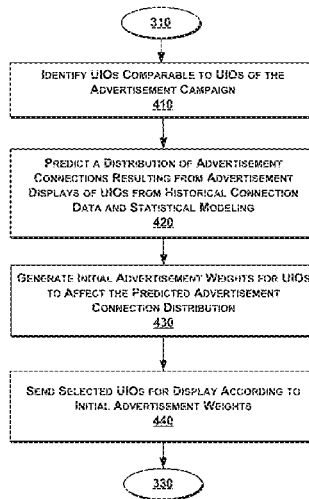 310
IDENTIFY UIOS COMPARABLE TO UIOS OF THE
ADVERTISEMENT CAMPAIGN
410
PREDICT A DISTRIBUTION OF ADVERTISEMENT
CONNECTIONS RESULTING FROM ADVERTISEMENT
DISPLAYS OF UIOS FROM HISTORICAL CONNECTION
DATA AND STATISTICAL MODELING
420
GENERATE INITIAL ADVERTISEMENT WEIGHTS FOR UIOS
TO AFFECT THE PREDICTED ADVERTISEMENT
CONNECTION DISTRIBUTION
430
SEND SELECTED UIOS FOR DISPLAY ACCORDING TO
INITIAL ADVERTISEMENT WEIGHTS
440
330